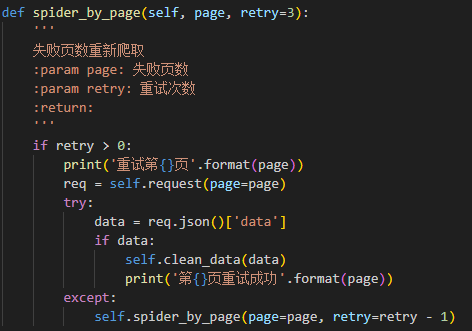 def spider_by_page(self, page, retry=3):
    '''
    失败页数重新爬取
    :param page: 失败页数
    :param retry: 重试次数
    :return:
    '''
    if retry > 0:
        print('重试第{}页'.format(page))
        req = self.request(page=page)
        try:
            data = req.json()['data']
            if data:
                self.clean_data(data)
                print('第{}页重试成功'.format(page))
        except:
            self.spider_by_page(page=page, retry=retry - 1)